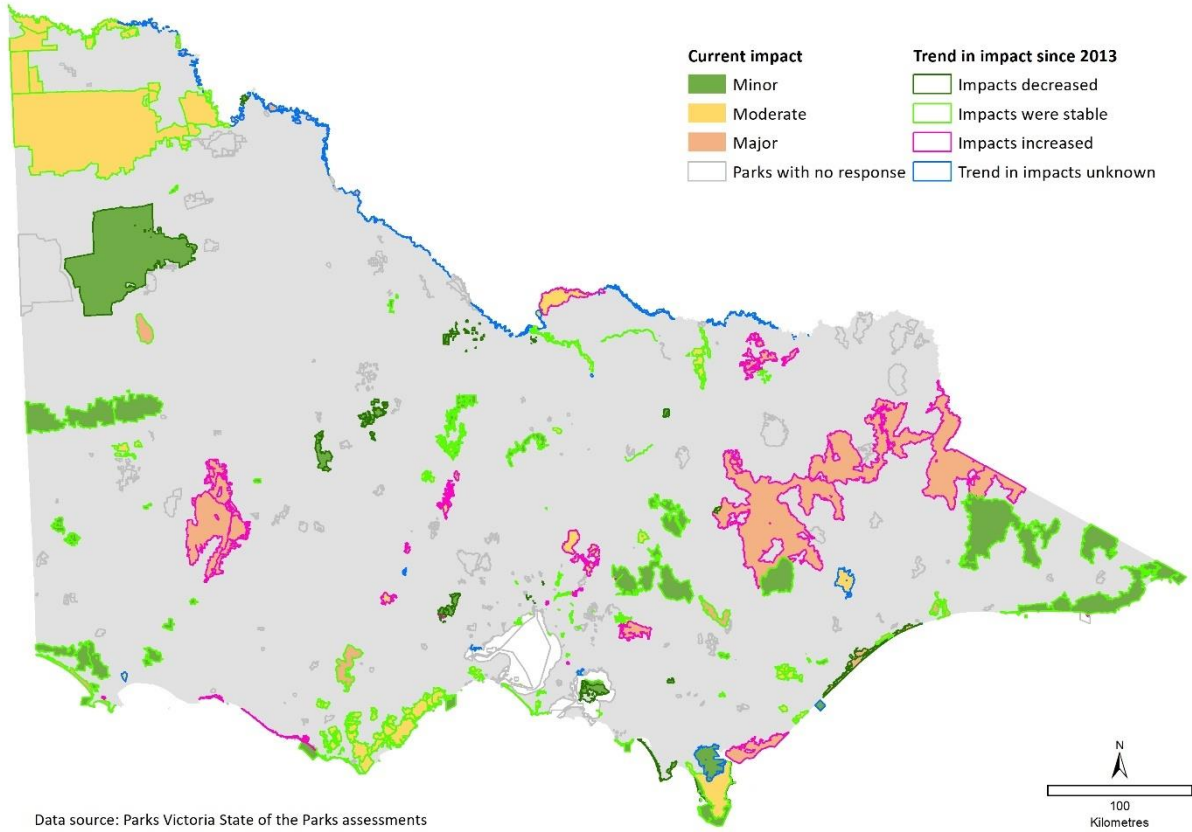 Current impact
Minor
Moderate
Major
Parks with no response
Trend in impact since 2013
Impacts decreased
Impacts were stable
Impacts increased
Trend in impacts unknown
N
100
Kilometres
Data source: Parks Victoria State of the Parks assessments